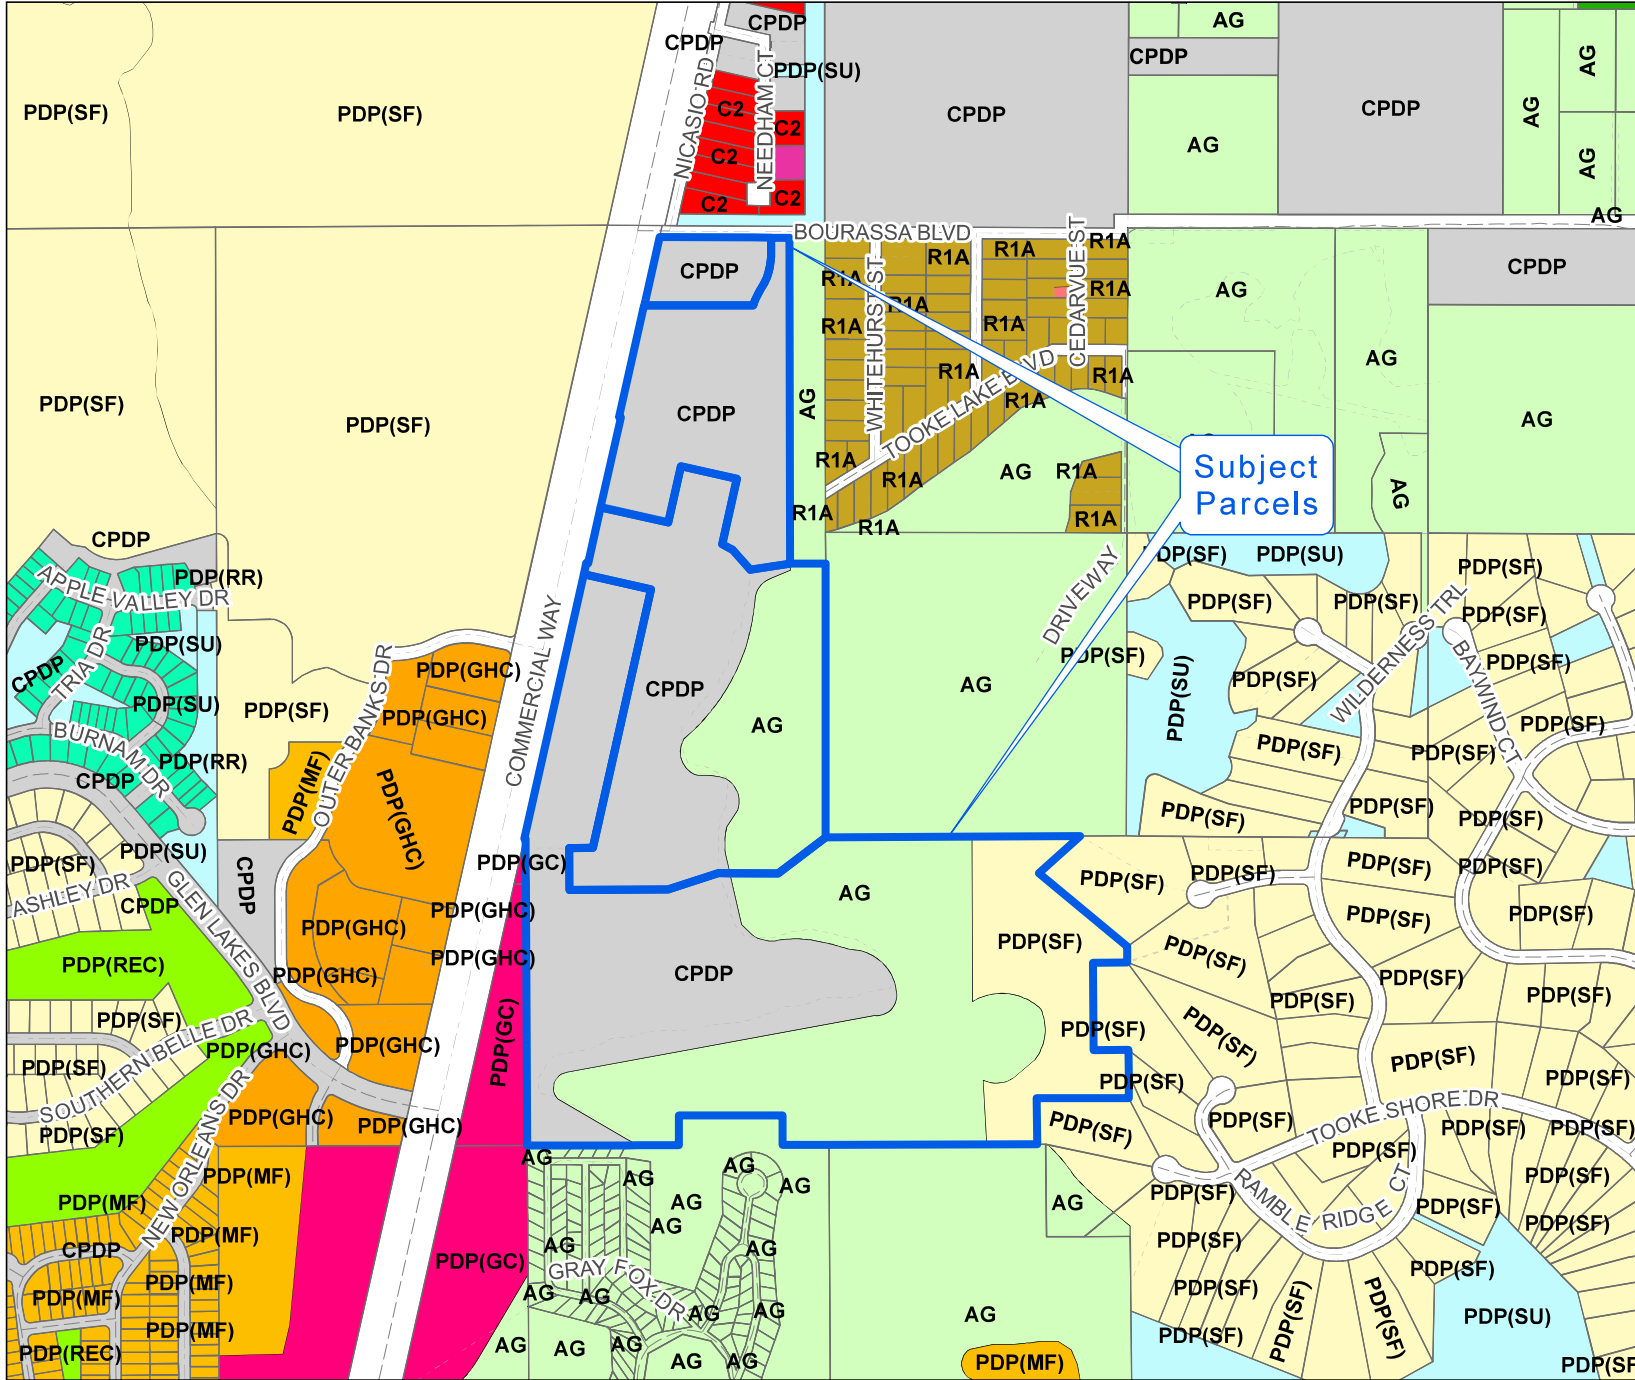 CPDP
AG
CPDP
CPDP
AG
PDP(SU)
NICASIO RD
NEEDHAM CT
PDP(SF)
PDP(SF)
C2
C2
CPDP
CPDP
AG
AG
C2
AG
AG
C2
C2
AG
BOURASSA BLVD
R1A
R1A
R1A
CPDP
CPDP
R1A
WHITEHURST ST
CEDARVUE ST
R1A
AG
R1A
R1A
R1A
AG
R1A
R1A
TOOKE LAKE BLVD
PDP(SF)
PDP(SF)
CPDP
AG
R1A
AG
R1A
R1A
AG
R1A
Subject
Parcels
R1A
R1A
R1A
AG
CPDP
PDP(SF)
PDP(SU)
PDP(SF)
PDP(RR)
APPLE VALLEY DR
DRIVEWAY
PDP(SF)
PDP(SF)
WILDERNESS TRL
PDP(SF)
PDP(SU)
TRIA DR
CPDP
OUTER BANKS DR
PDP(GHC)
COMMERCIAL WAY
CPDP
AG
PDP(SF)
PDP(SU)
PDP(SF)
PDP(SF)
BAYWIND CT
PDP(SU)
PDP(SF)
PDP(GHC)
AG
PDP(SF)
BURNAM DR
PDP(RR)
PDP(SF)
PDP(SF)
CPDP
PDP(MF)
PDP(GHC)
PDP(SF)
PDP(SF)
PDP(SF)
PDP(SU)
PDP(SF)
PDP(GC)
PDP(SF)
PDP(SF)
PDP(SF)
ASHLEY DR
CPDP
GLEN LAKES BLVD
CPDP
AG
PDP(SF)
PDP(GHC)
PDP(GHC)
PDP(SF)
PDP(SF)
PDP(SF)
PDP(REC)
PDP(GHC)
PDP(GHC)
CPDP
PDP(SF)
PDP(SF)
PDP(SF)
PDP(SF)
PDP(SF)
SOUTHERN BELLE DR
PDP(GHC)
PDP(GHC)
PDP(GC)
PDP(SF)
PDP(SF)
PDP(SF)
PDP(SF)
PDP(SF)
PDP(SF)
PDP(SF)
NEW ORLEANS DR
PDP(GHC)
PDP(GHC)
PDP(SF)
PDP(SF)
TOOKE SHORE DR
PDP(SF)
PDP(SF)
PDP(SF)
AG
AG
AG
PDP(SF)
PDP(MF)
AG
AG
PDP(SF)
PDP(MF)
AG
AG
PDP(SF)
RAMBLE RIDGE CT
PDP(SF)
AG
PDP(SF)
CPDP
PDP(MF)
PDP(GC)
AG
AG
PDP(SF)
PDP(SF)
GRAY FOX DR
PDP(MF)
PDP(MF)
AG
AG
AG
AG
AG
PDP(SF)
PDP(SF)
PDP(SF)
PDP(SU)
PDP(MF)
PDP(REC)
AG
AG
AG
AG
AG
PDP(MF)
PDP(SF)
PDP(SF